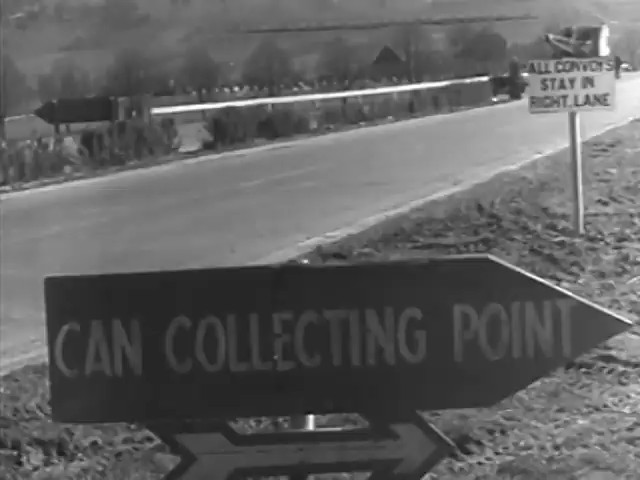 ALL CONVOYS
STAY IN
RIGHT LANE
CAN COLLECTING POINT